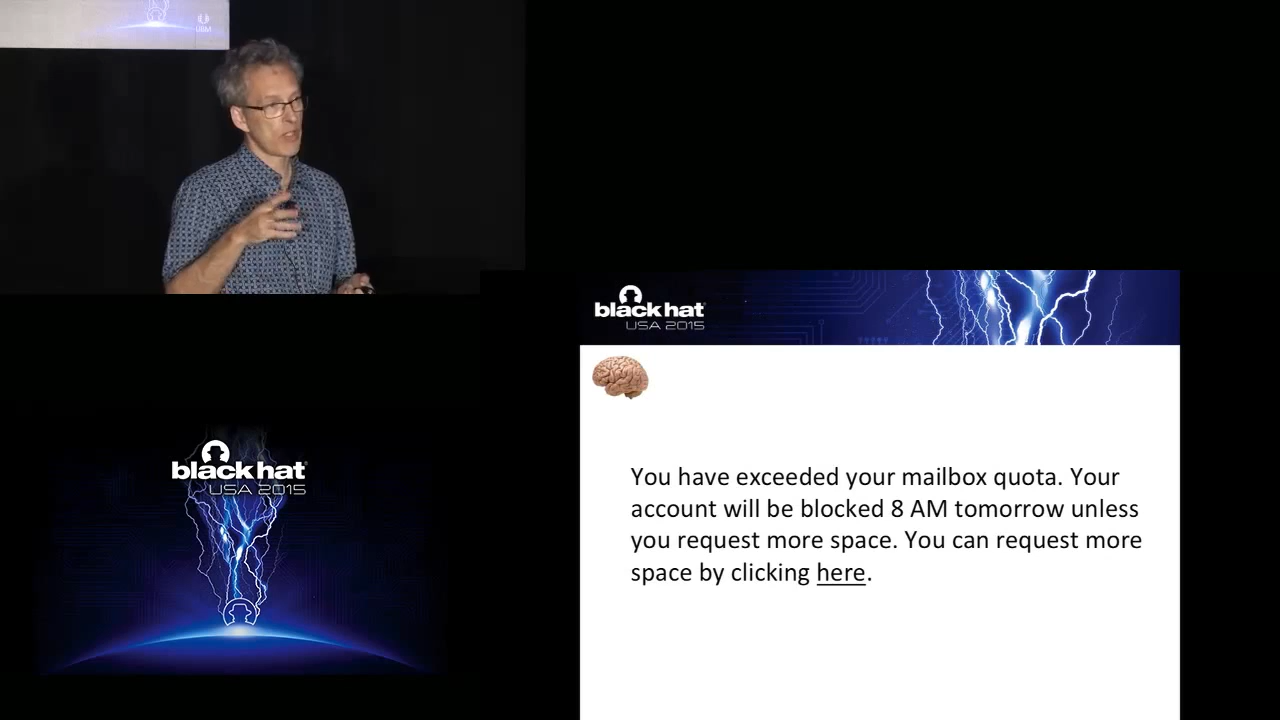 UBM
black hat
USA 2015
You have exceeded your mailbox quota. Your
account will be blocked 8 AM tomorrow unless
you request more space. You can request more
space by clicking here.
black hat
USA 2015